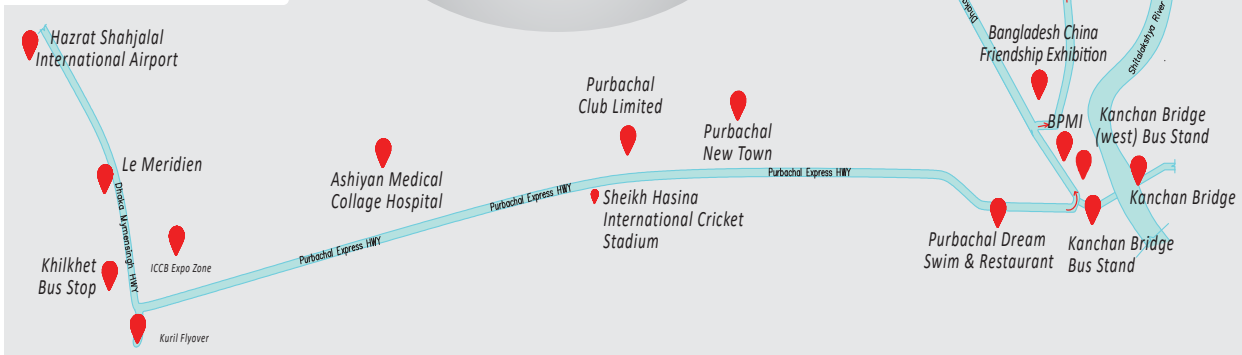 Hazrat Shahjalal
International Airport
Le Meridien
Dhaka Mymensingh HWY
Khilkhet
Bus Stop
ICCB Expo Zone
Kuril Flyover
Purbachal Express HWY
Ashiyan Medical
Collage Hospital
Purbachal Express HWY
Purbachal
Club Limited
Sheikh Hasina
International Cricket
Stadium
Purbachal
New Town
Purbachal Express HWY
Purbachal Dream
Swim & Restaurant
Dhaka
Bangladesh China
Friendship Exhibition
BPMI
Shitalakshya River
Kanchan Bridge
(west) Bus Stand
Kanchan Bridge
Kanchan Bridge
Bus Stand